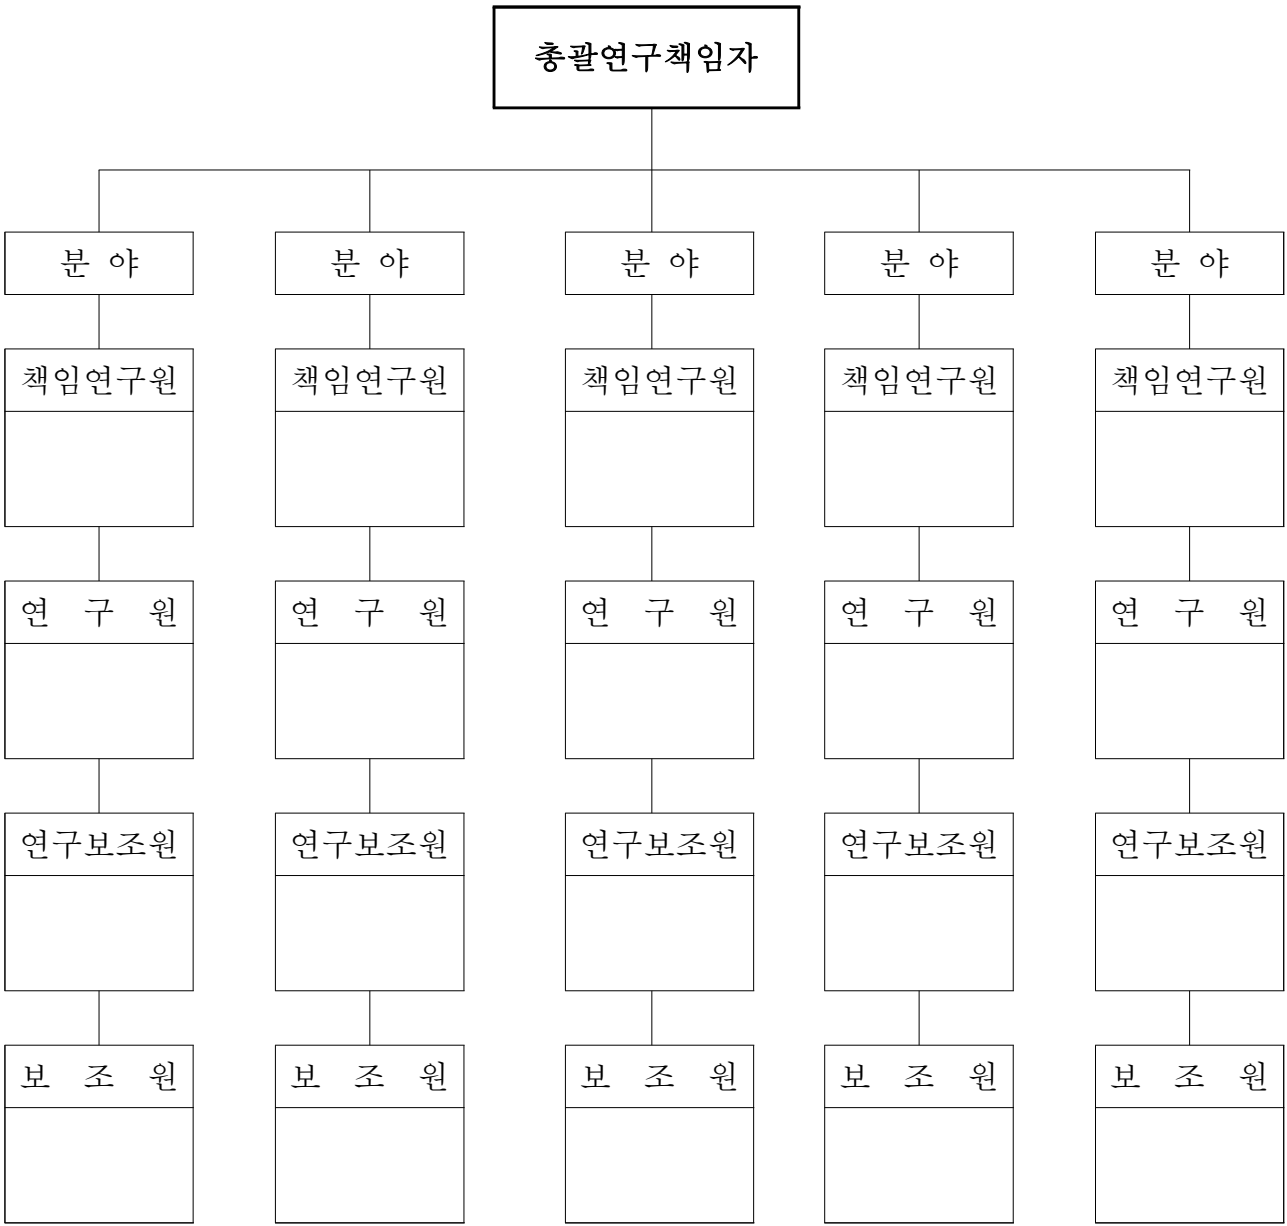 총괄연구책임자
분 야 분 야 분 야 분 야 분 야
책임연구원 책임연구원 책임연구원 책임연구원 책임연구원
연 구 원 연 구 원 연 구 원 연 구 원 연 구 원
연구보조원 연구보조원 연구보조원 연구보조원 연구보조원
보 조 원 보 조 원 보 조 원 보 조 원 보 조 원